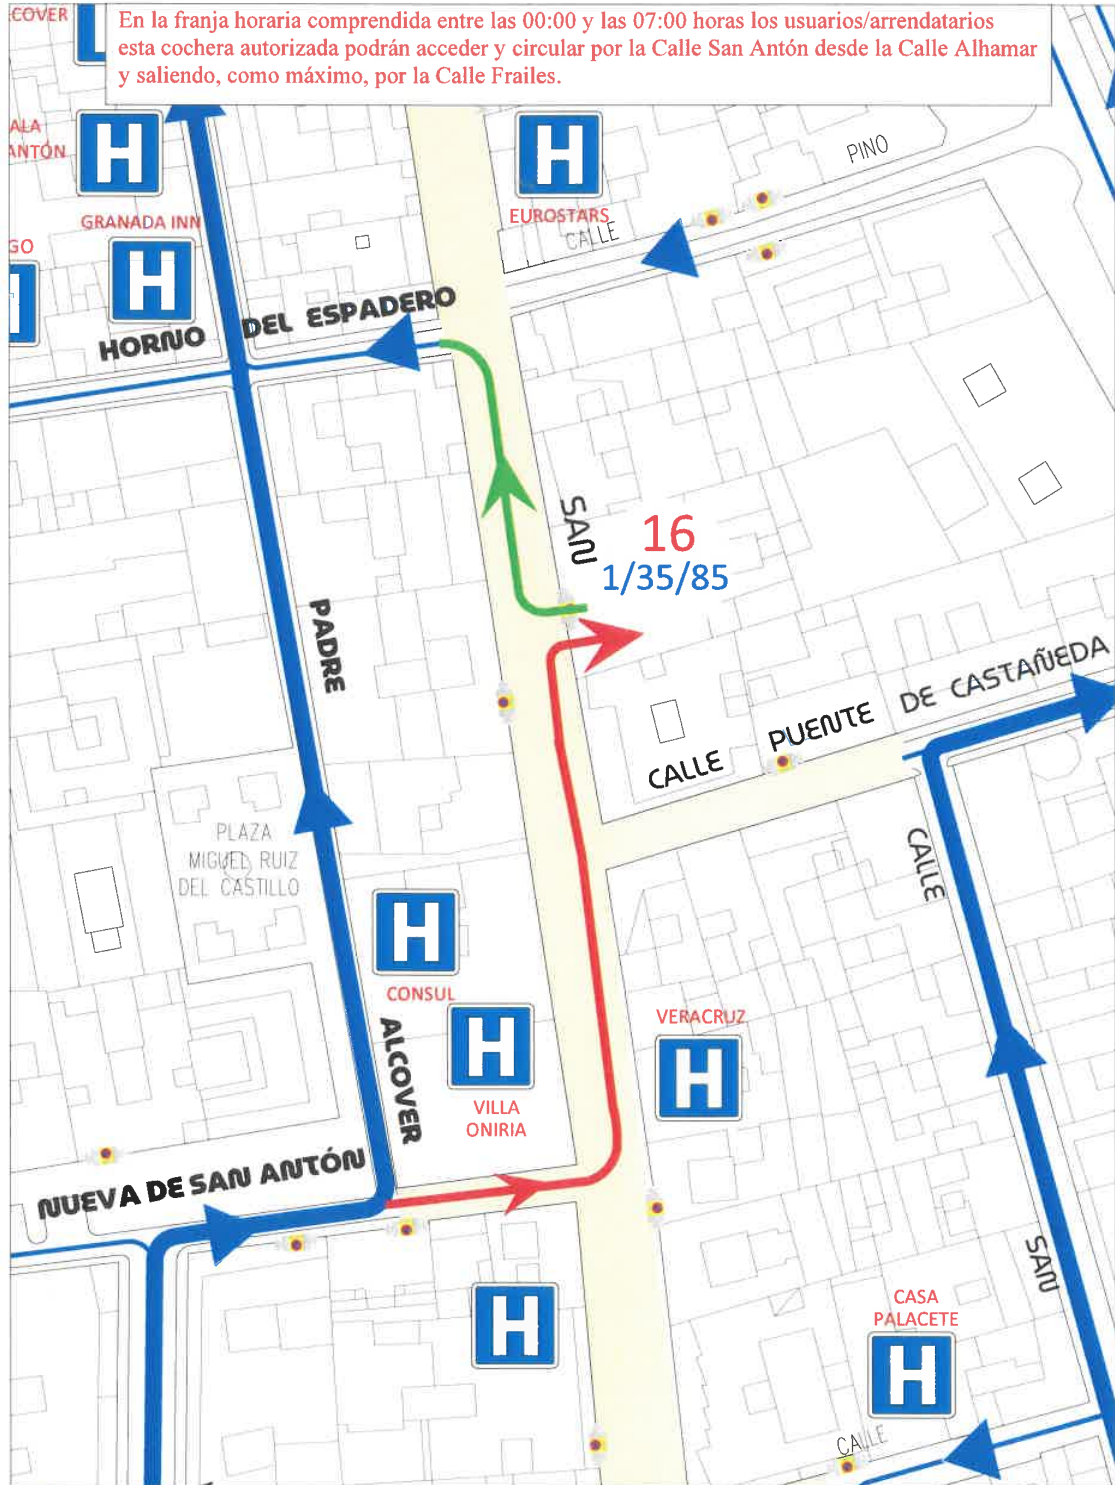 COVER
En la franja horaria comprendida entre las 00:00 y las 07:00 horas los usuarios/arrendatarios
esta cochera autorizada podrán acceder y circular por la Calle San Antón desde la Calle Alhamar
y saliendo, como máximo, por la Calle Frailes.
ALA
ANTÓN
H
H
PINO
GRANADA INN
EUROSTARS
CALLE
GO
H
H
HORNO DEL ESPADERO
SAN
16
1/35/85
PADRE
CALLE PUENTE DE CASTAÑEDA
PLAZA
MIGUEL RUIZ
DEL CASTILLO
CALLE
H
CONSUL
H
VILLA
ONIRIA
VERACRUZ
H
ALCOVER
NUEVA DE SAN ANTÓN
SAN
H
CASA
PALACETE
H
CALLE